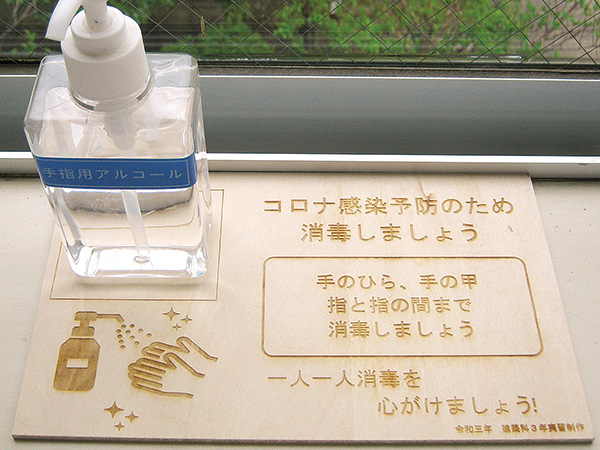 手指用アルコール
コロナ感染予防のため
消毒しましょう
手のひら、手の甲
指と指の間まで
消毒しましょう
一人一人消毒を
心がけましょう!
令和三年 建築科3年実習制作